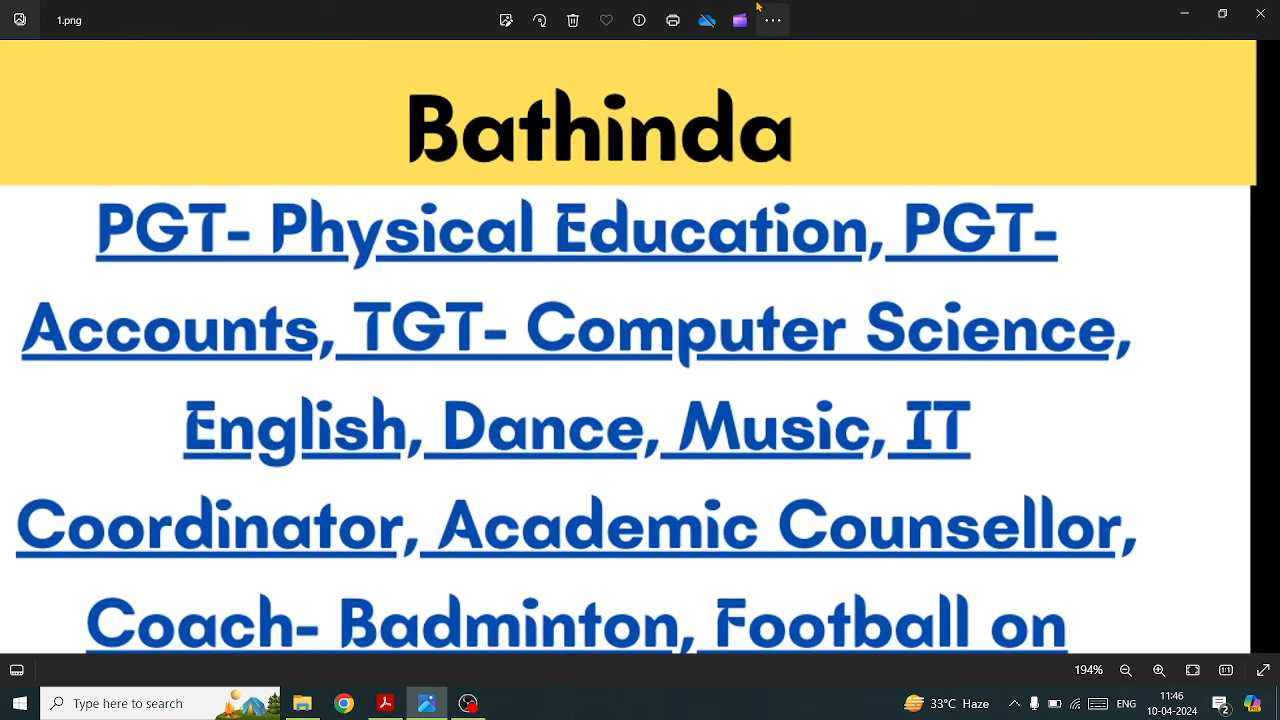 1.png
Bathinda
PGT- Physical Education, PGT-
Accounts, TGT- Computer Science,
English, Dance, Music, IT
Coordinator, Academic Counsellor,
Coach- Badminton, Football on
194%
Type here to search
33°C Haze
ENG
11:46
10-04-2024
2